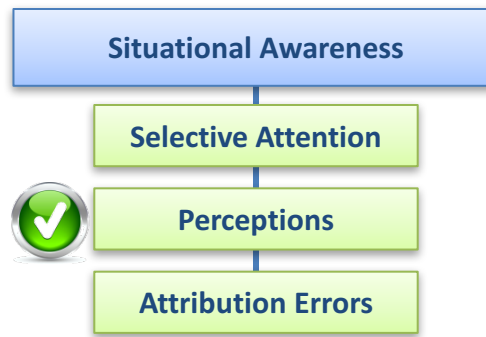 Situational Awareness
Selective Attention
Perceptions
Attribution Errors